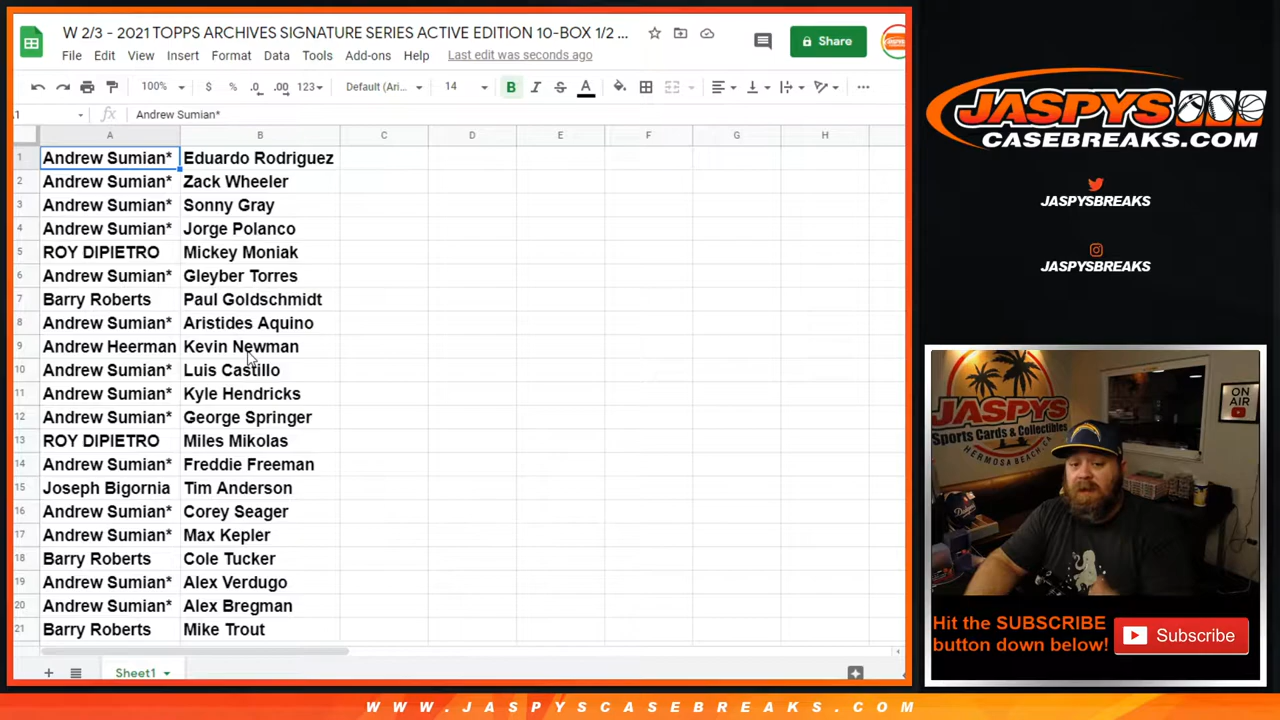 W 2/3 - 2021 TOPPS ARCHIVES SIGNATURE SERIES ACTIVE EDITION 10-BOX 1/2 ...
File Edit View Insert Format Data Tools Add-ons Help Last edit was seconds ago
Share
100% $ % .0 .00 123 Default (Ari... 14 B I S A
Andrew Sumian*
A B C D E F G H
1 Andrew Sumian* Eduardo Rodriguez
2 Andrew Sumian* Zack Wheeler
3 Andrew Sumian* Sonny Gray
4 Andrew Sumian* Jorge Polanco
5 ROY DIPIETRO Mickey Moniak
6 Andrew Sumian* Gleyber Torres
7 Barry Roberts Paul Goldschmidt
8 Andrew Sumian* Aristides Aquino
9 Andrew Heerman Kevin Newman
10 Andrew Sumian* Luis Castillo
11 Andrew Sumian* Kyle Hendricks
12 Andrew Sumian* George Springer
13 ROY DIPIETRO Miles Mikolas
14 Andrew Sumian* Freddie Freeman
15 Joseph Bigornia Tim Anderson
16 Andrew Sumian* Corey Seager
17 Andrew Sumian* Max Kepler
18 Barry Roberts Cole Tucker
19 Andrew Sumian* Alex Verdugo
20 Andrew Sumian* Alex Bregman
21 Barry Roberts Mike Trout
Sheet1
JASPYS
CASEBREAKS.COM
JASPYSBREAKS
JASPYSBREAKS
JASPYS
Sports Cards & Collectibles
HERMOSA BEACH, CA
ON
AIR
Hit the SUBSCRIBE
button down below!
Subscribe
WWW.JASPYSCASEBREAKS.COM